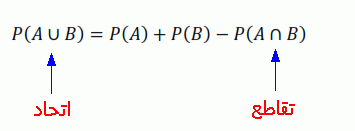 P(A ∪ B) = P(A) + P(B) − P(A ∩ B)
اتحاد
تقاطع